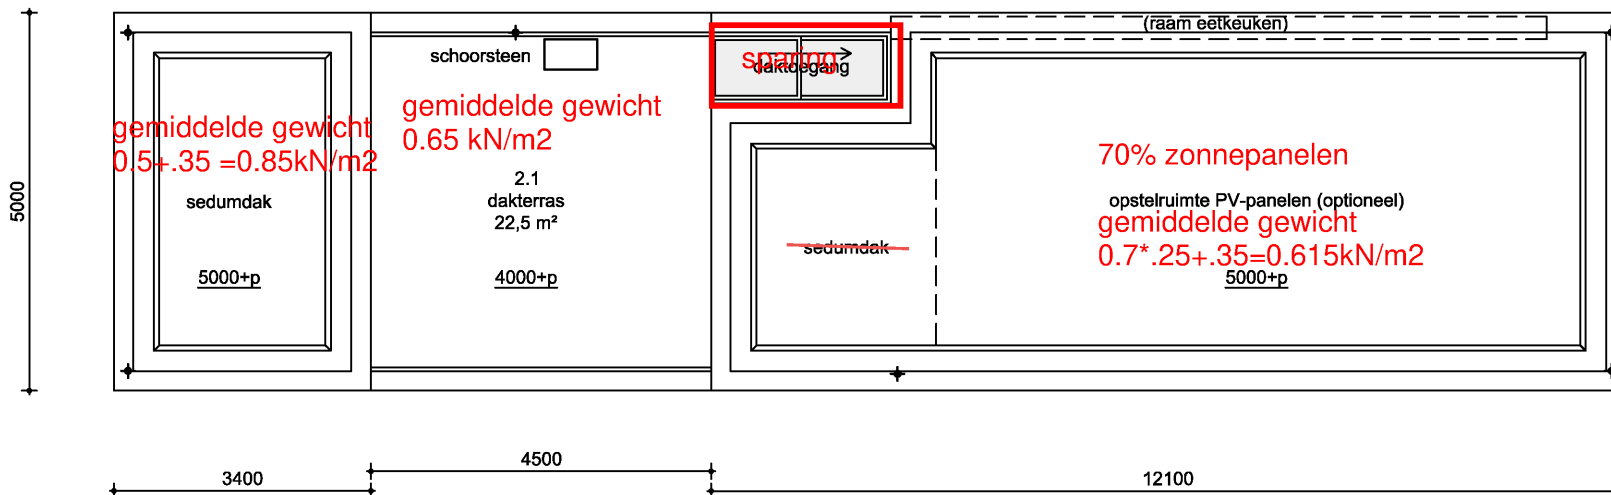 (raam eetkeuken)
schoorsteen
sparing
daktoegang
gemiddelde gewicht
0.65 kN/m2
gemiddelde gewicht
0.5+.35 =0.85kN/m2
70% zonnepanelen
2.1
dakterras
22,5 m²
sedumdak
opstelruimte PV-panelen (optioneel)
gemiddelde gewicht
0.7*.25+.35=0.615kN/m2
sedumdak
5000+p
4000+p
5000+p
5000
3400
4500
12100